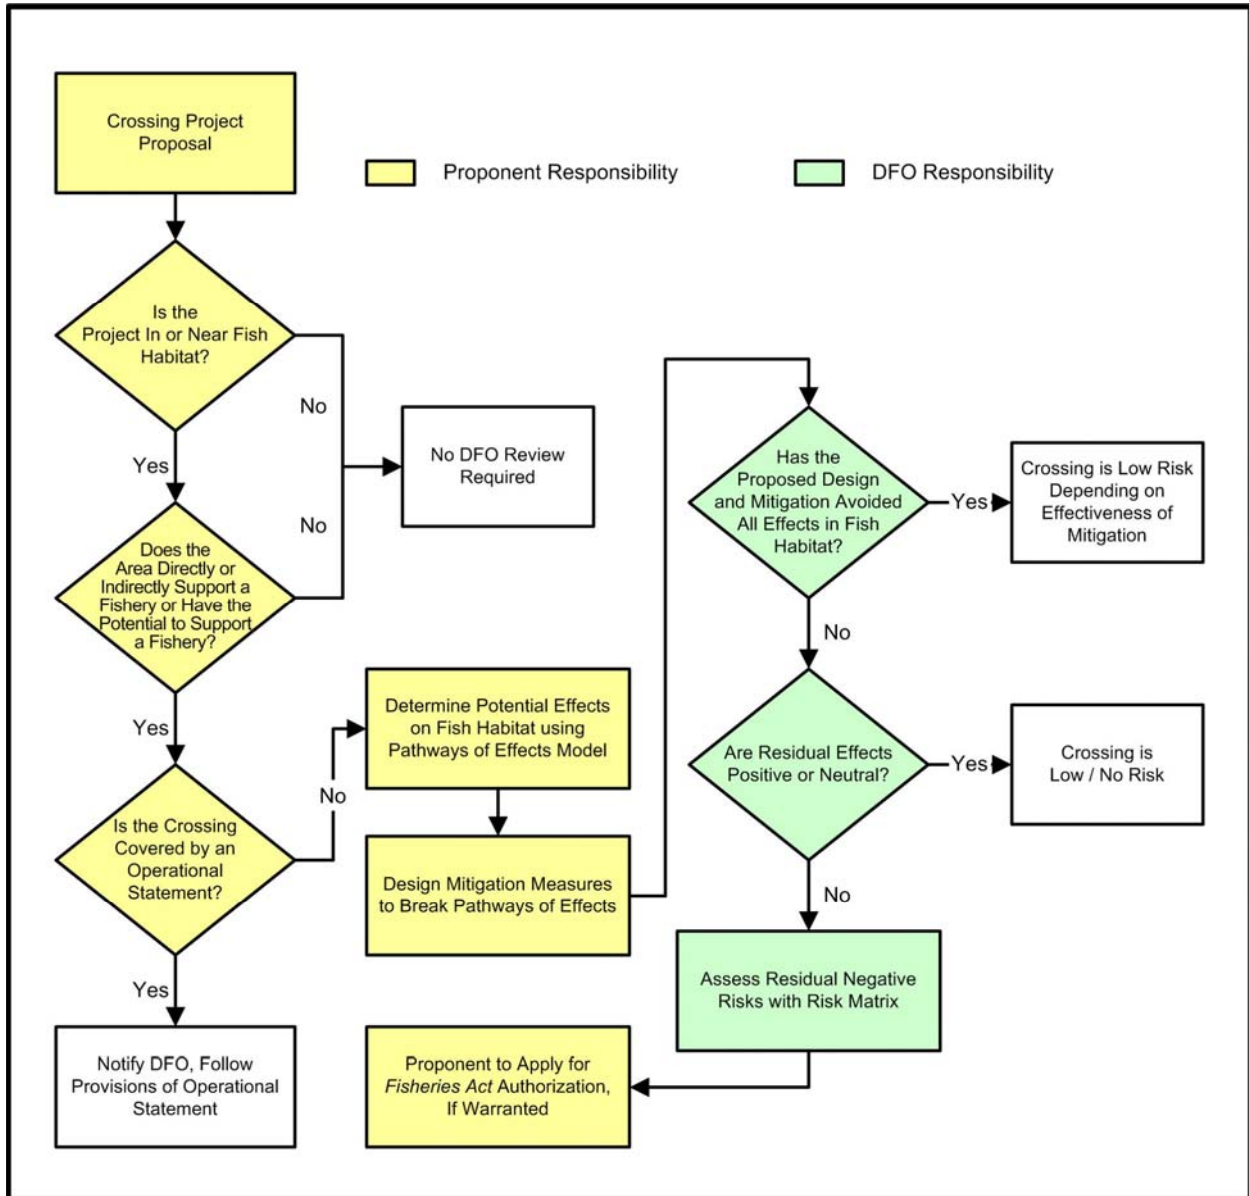 Crossing Project
Proposal
Proponent Responsibility
DFO Responsibility
Is the
Project In or Near Fish
Habitat?
No
Yes
No DFO Review
Required
No
Does the
Area Directly or
Indirectly Support a
Fishery or Have the
Potential to Support
a Fishery?
Yes
Is the Crossing
Covered by an
Operational
Statement?
No
Yes
Notify DFO, Follow
Provisions of Operational
Statement
Determine Potential Effects
on Fish Habitat using
Pathways of Effects Model
Design Mitigation Measures
to Break Pathways of Effects
Has the
Proposed Design
and Mitigation Avoided
All Effects in Fish
Habitat?
Yes
Crossing is Low Risk
Depending on
Effectiveness of
Mitigation
No
Are Residual Effects
Positive or Neutral?
Yes
Crossing is
Low / No Risk
No
Assess Residual Negative
Risks with Risk Matrix
Proponent to Apply for
Fisheries Act Authorization,
If Warranted